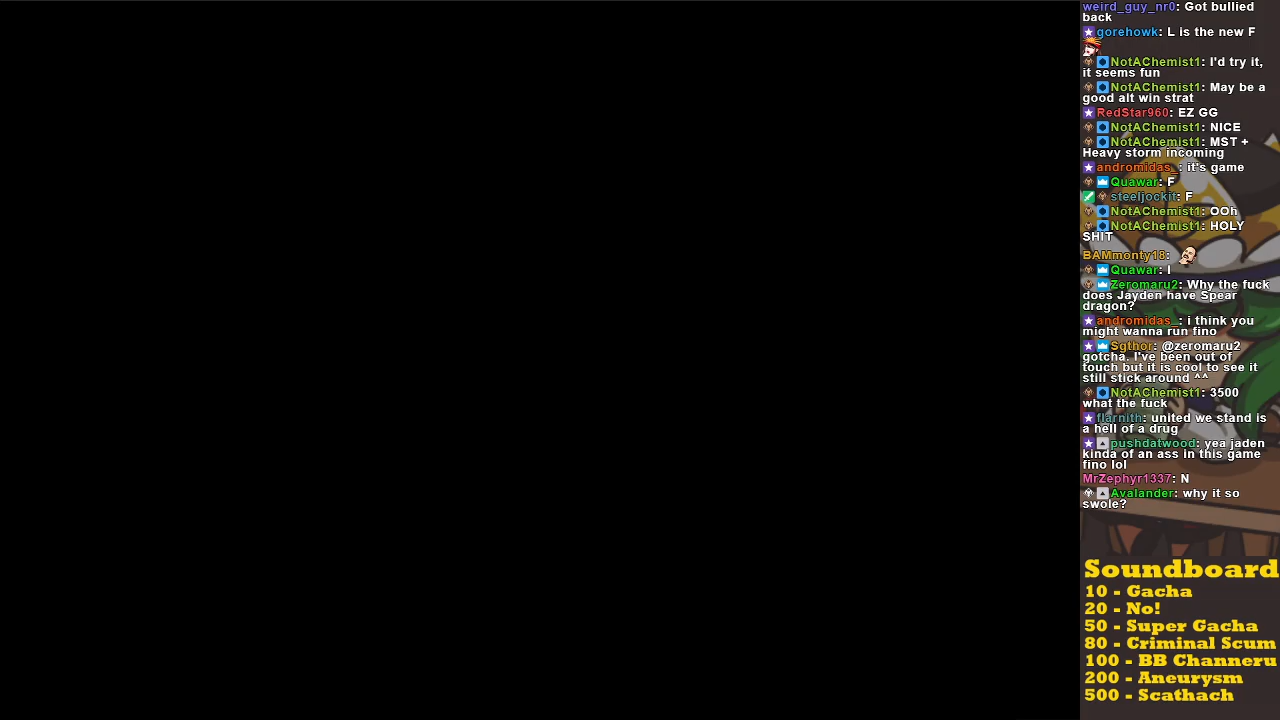 weird_guy_nr0: Got bullied
back
gorehowk: L is the new F
NotAChemist1: I'd try it,
it seems fun
NotAChemist1: May be a
good alt win strat
RedStar960: EZ GG
NotAChemist1: NICE
NotAChemist1: MST +
Heavy storm incoming
andromidas_: it's game
Quawar: F
steeljockit: F
NotAChemist1: OOh
NotAChemist1: HOLY
SHIT
BAMmonty18:
Quawar: I
Zeromaru2: Why the fuck
does Jayden have Spear
dragon?
andromidas_: i think you
might wanna run fino
Sgthor: @zeromaru2
gotcha. I've been out of
touch but it is cool to see it
still stick around ^^
NotAChemist1: 3500
what the fuck
flarnith: united we stand is
a hell of a drug
pushdatwood: yea jaden
kinda of an ass in this game
fino lol
MrZephyr1337: N
Avalander: why it so
swole?
Soundboard
10 - Gacha
20 - No!
50 - Super Gacha
80 - Criminal Scum
100 - BB Channeru
200 - Aneurysm
500 - Scathach